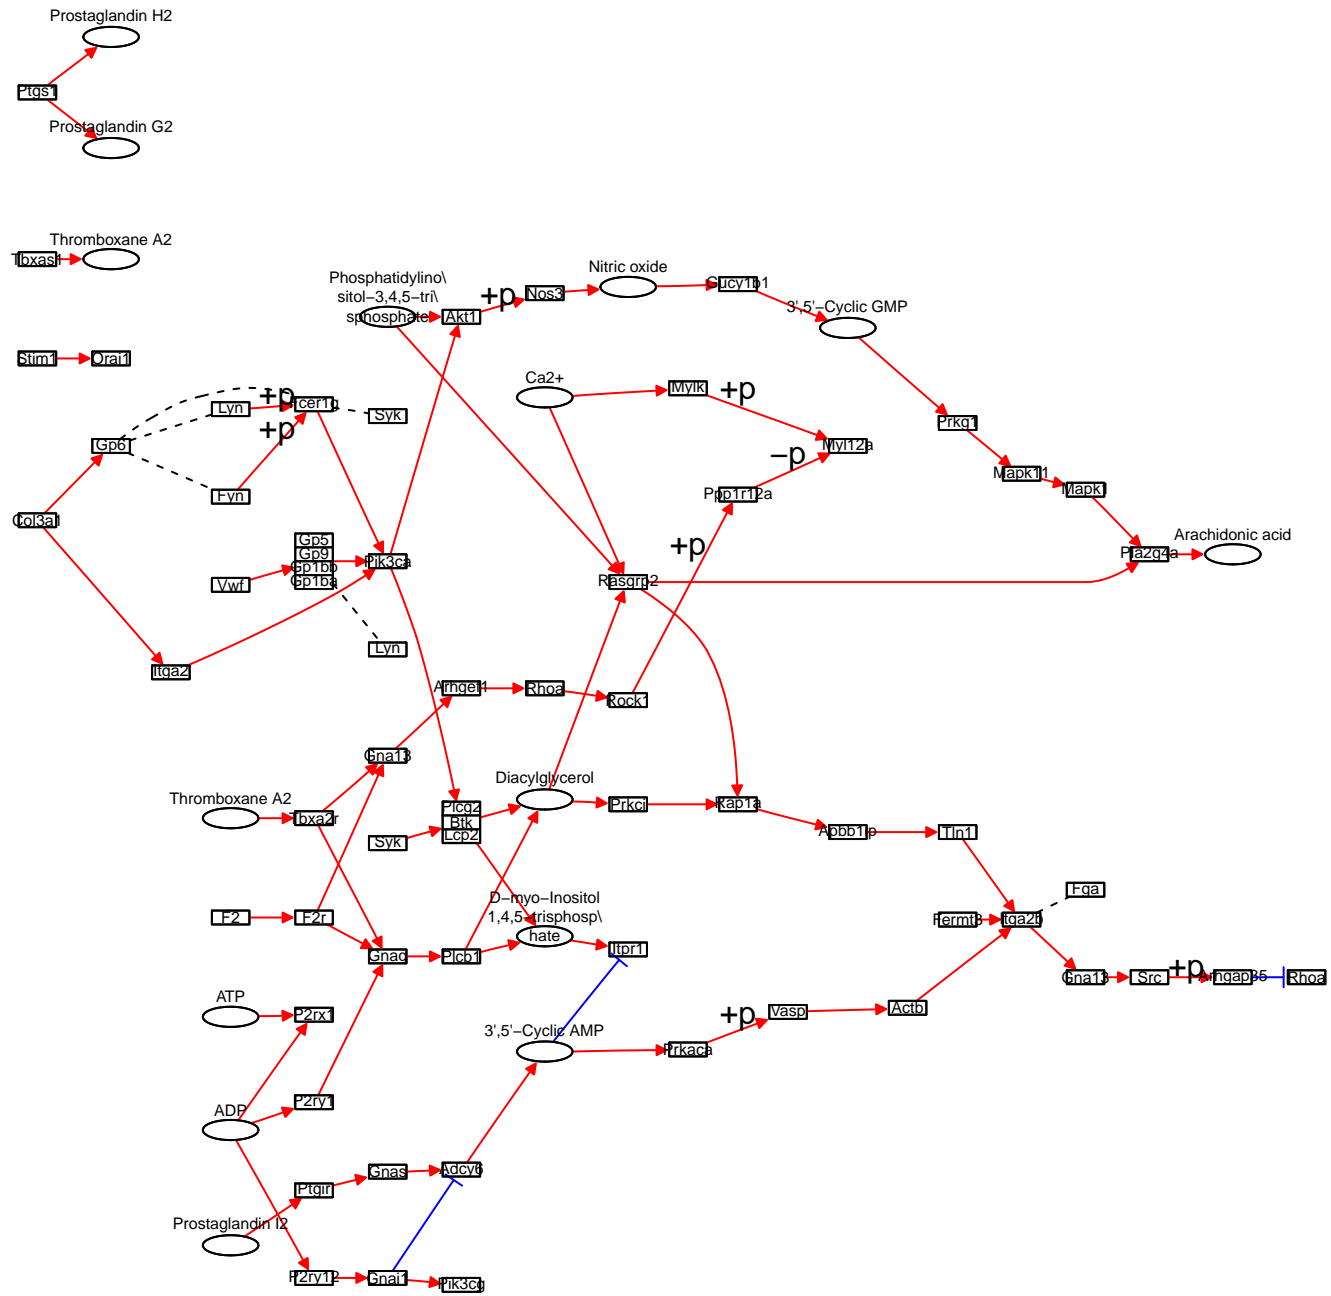 Prostaglandin H2
Ptgs1
Prostaglandin G2
Thromboxane A2
Tbxas1
Nitric oxide
Phosphatidylino\
sitol−3,4,5−tri\
sphosphate
Akt1
+p
Nos3
Gucy1b1
3',5'−Cyclic GMP
Stim1
Orai1
Ca2+
Mylk
+p
+p
Lyn
Fcer1g
Syk
+p
Gp6
Prkg1
Myl12a
−p
Mapk11
Mapk1
Fyn
Ppp1r12a
Col3a1
Arachidonic acid
Gp5
Gp9
Gp1bb
Gp1ba
Pik3ca
+p
Pla2g4a
Vwf
Rasgrp2
Lyn
Itga2
Arhgef1
Rhoa
Rock1
Gna13
Diacylglycerol
Thromboxane A2
Tbxa2r
Plcg2
Btk
Lcp2
Prkci
Rap1a
Syk
Apbb1ip
Tln1
D−myo−Inositol
1,4,5−trisphosp\
hate
Fga
F2
F2r
Fermt3
Itga2b
Gnaq
Plcb1
Itpr1
Gna13
Src
+p
Arhgap35
Rhoa
ATP
P2rx1
3',5'−Cyclic AMP
+p
Vasp
Actb
Prkaca
ADP
P2ry1
Gnas
Adcy6
Ptgir
Prostaglandin I2
P2ry12
Gnai1
Pik3cg